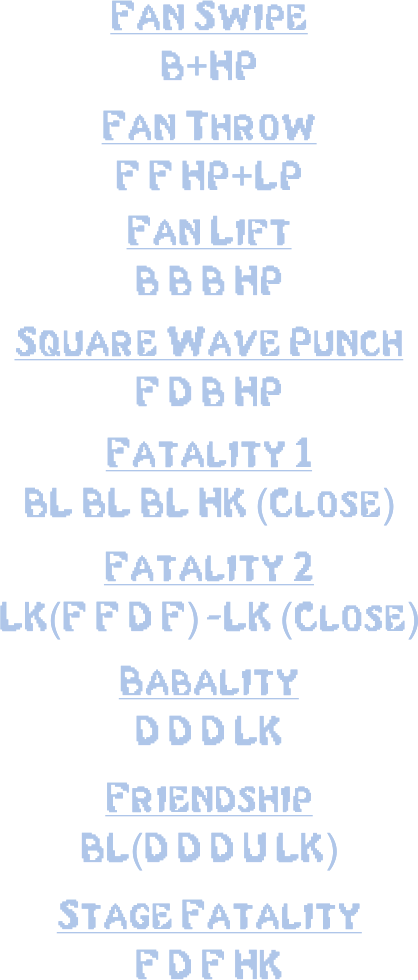 Fan Swipe
B+HP
Fan Throw
F F HP+LP
Fan Lift
B B B HP
Square Wave Punch
F D B HP
Fatality 1
BL BL BL HK (Close)
Fatality 2
LK(F F D F) -LK (Close)
Babality
D D D LK
Friendship
BL(D D D U LK)
Stage Fatality
F D F HK